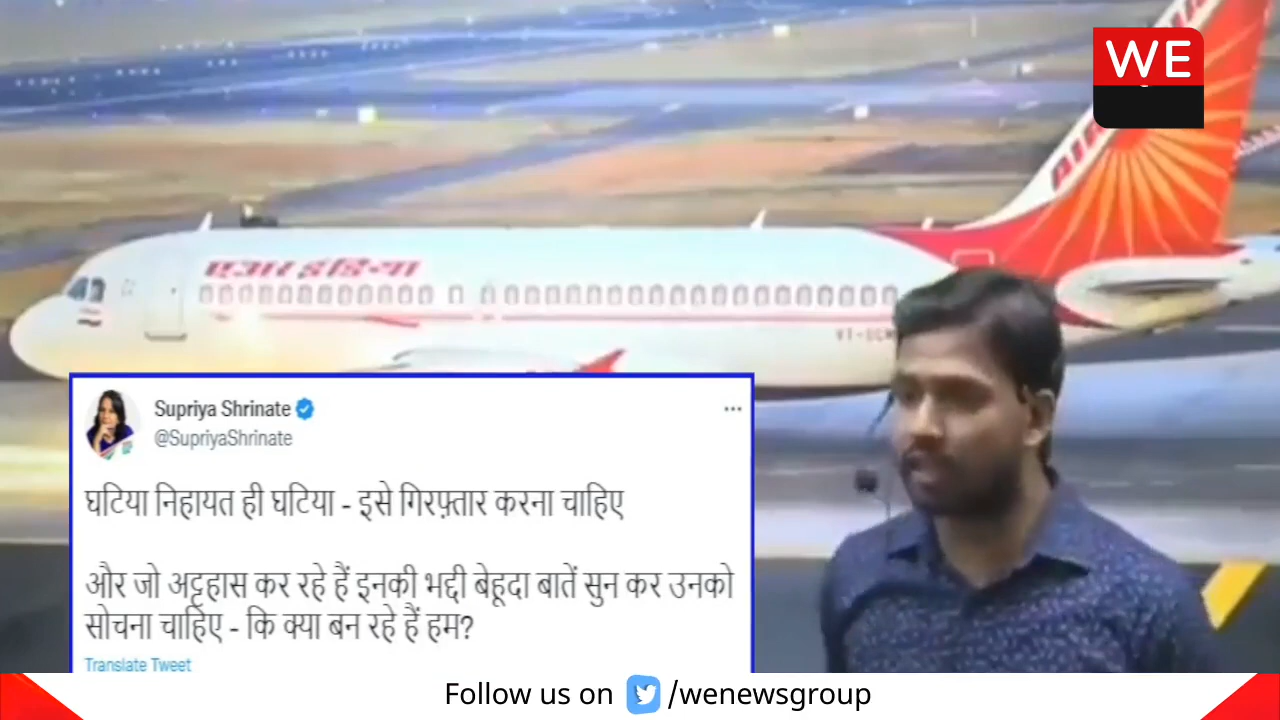 WE
AIR
एअर इंडिया
Supriya Shrinate
@SupriyaShrinate
घटिया निहायत ही घटिया - इसे गिरफ़्तार करना चाहिए
और जो अट्टहास कर रहे हैं इनकी भद्दी बेहूदा बातें सुन कर उनको
सोचना चाहिए - कि क्या बन रहे हैं हम?
Translate Tweet
Follow us on /wenewsgroup